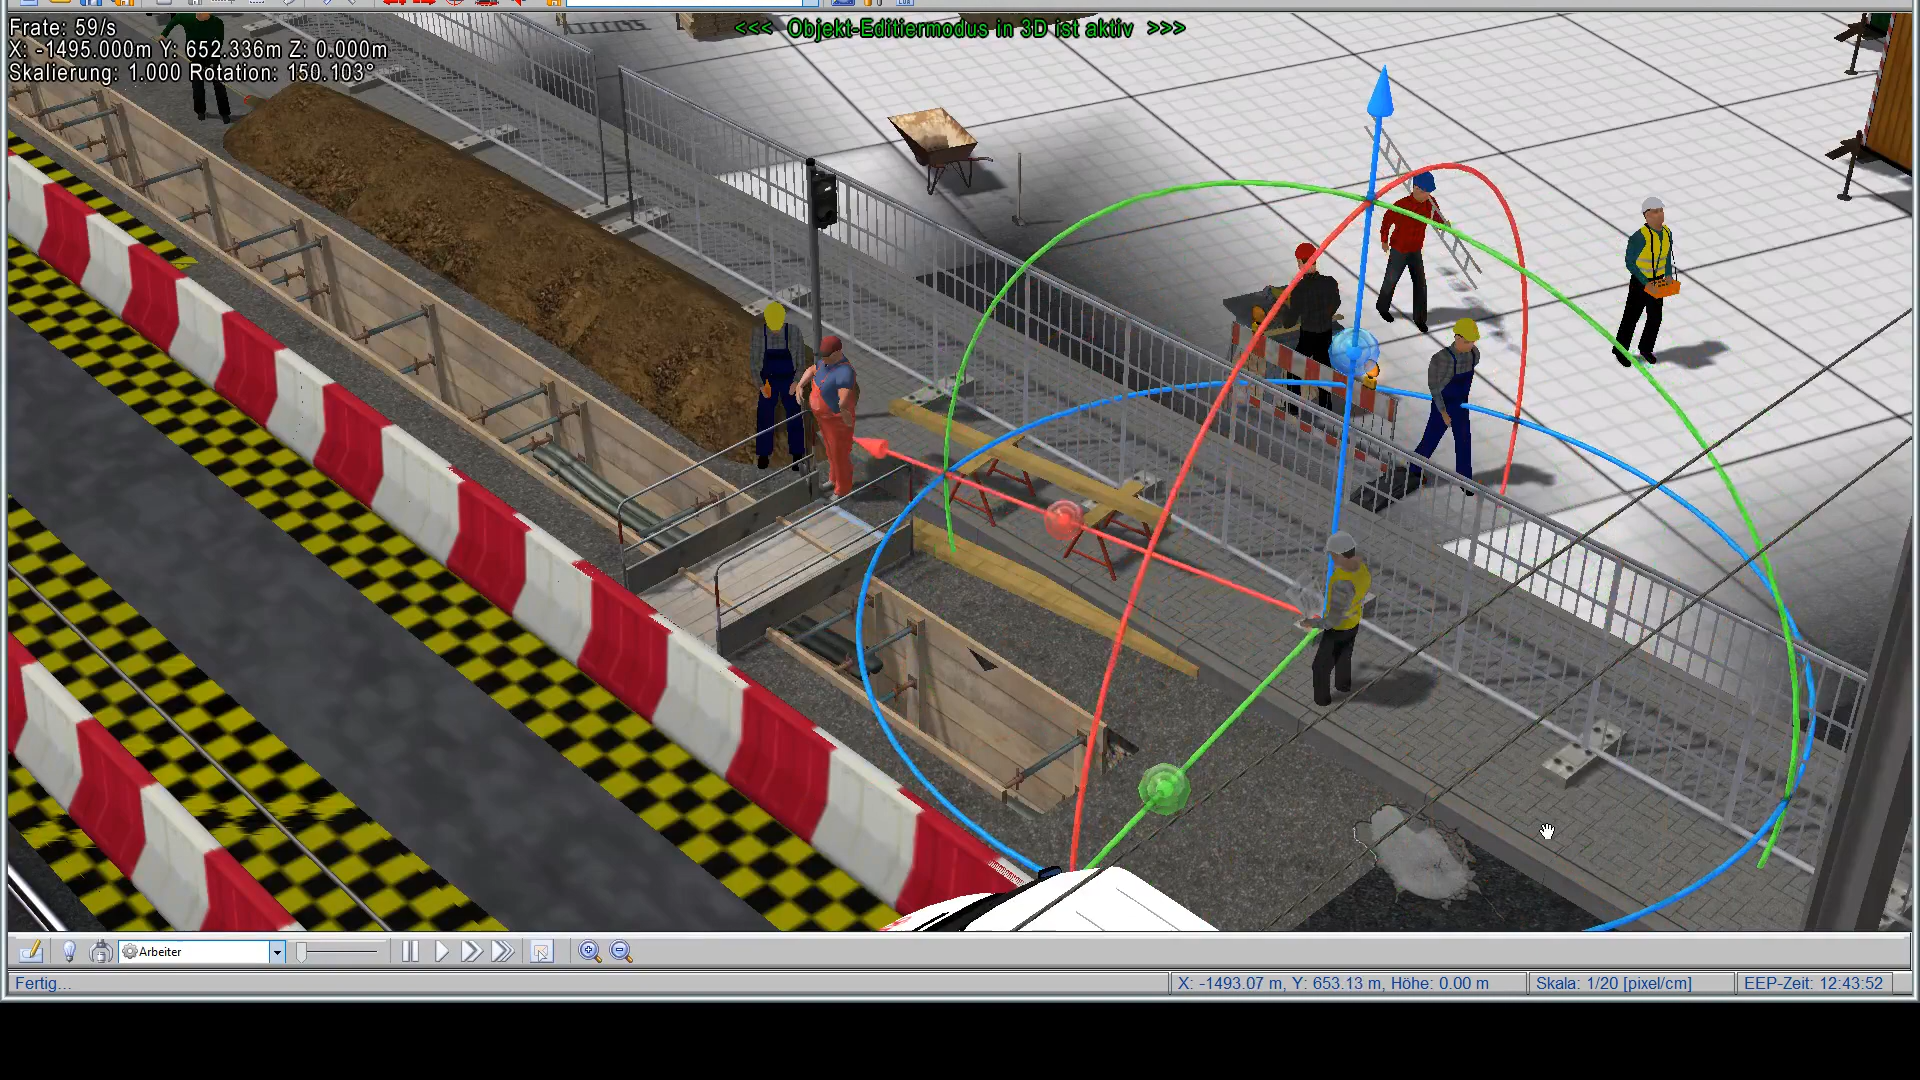 Frate: 59/s
<<< Objekt-Editiermodus in 3D ist aktiv >>>
X: -1495.000m Y: 652.336m Z: 0.000m
Skalierung: 1.000 Rotation: 150.103°
Arbeiter
Fertig...
X: -1493.07 m, Y: 653.13 m, Höhe: 0.00 m
Skala: 1/20 [pixel/cm]
EEP-Zeit: 12:43:52